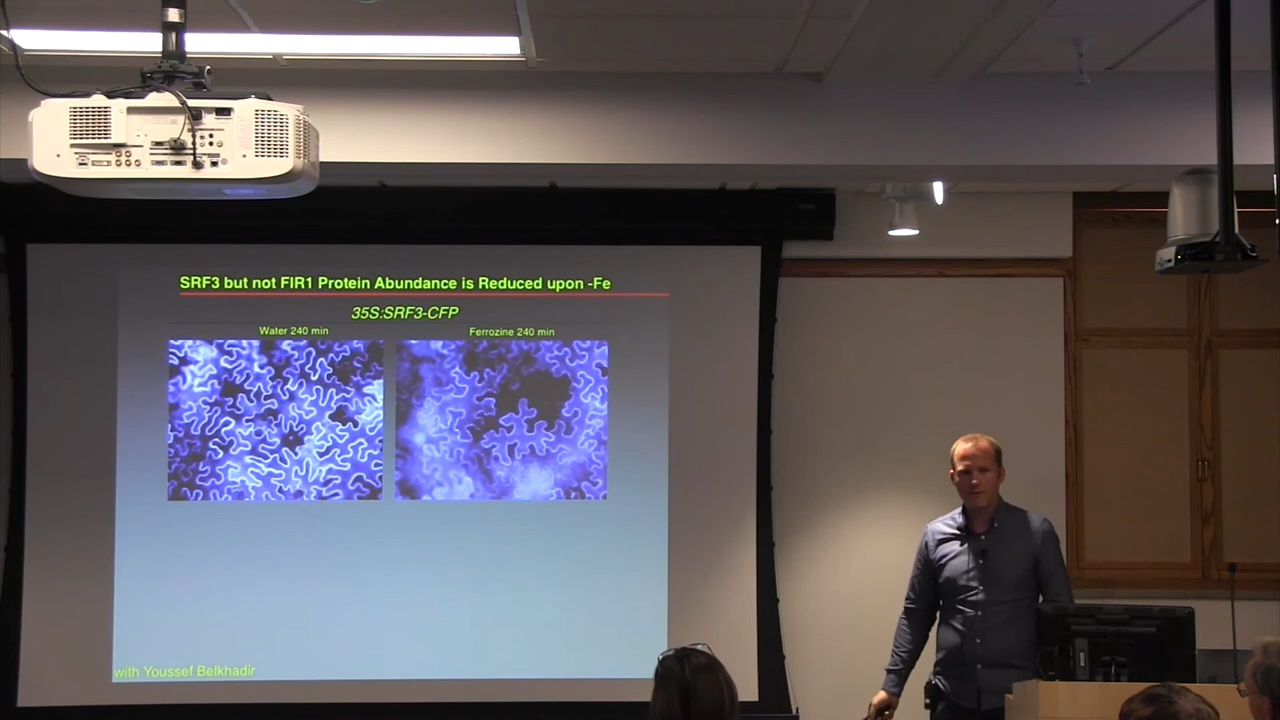 SRF3 but not FIR1 Protein Abundance is Reduced upon -Fe
35S:SRF3-CFP
Water 240 min
Ferrozine 240 min
with Youssef Belkhadir